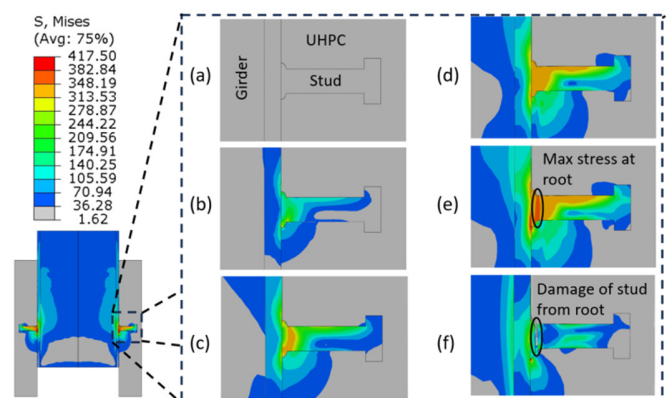 S, Mises
(Avg: 75%)
417.50
382.84
348.19
313.53
278.87
244.22
209.56
174.91
140.25
105.59
70.94
36.28
1.62
(a)
Girder
UHPC
Stud
(b)
(c)
(d)
(e)
Max stress at
root
(f)
Damage of stud
from root